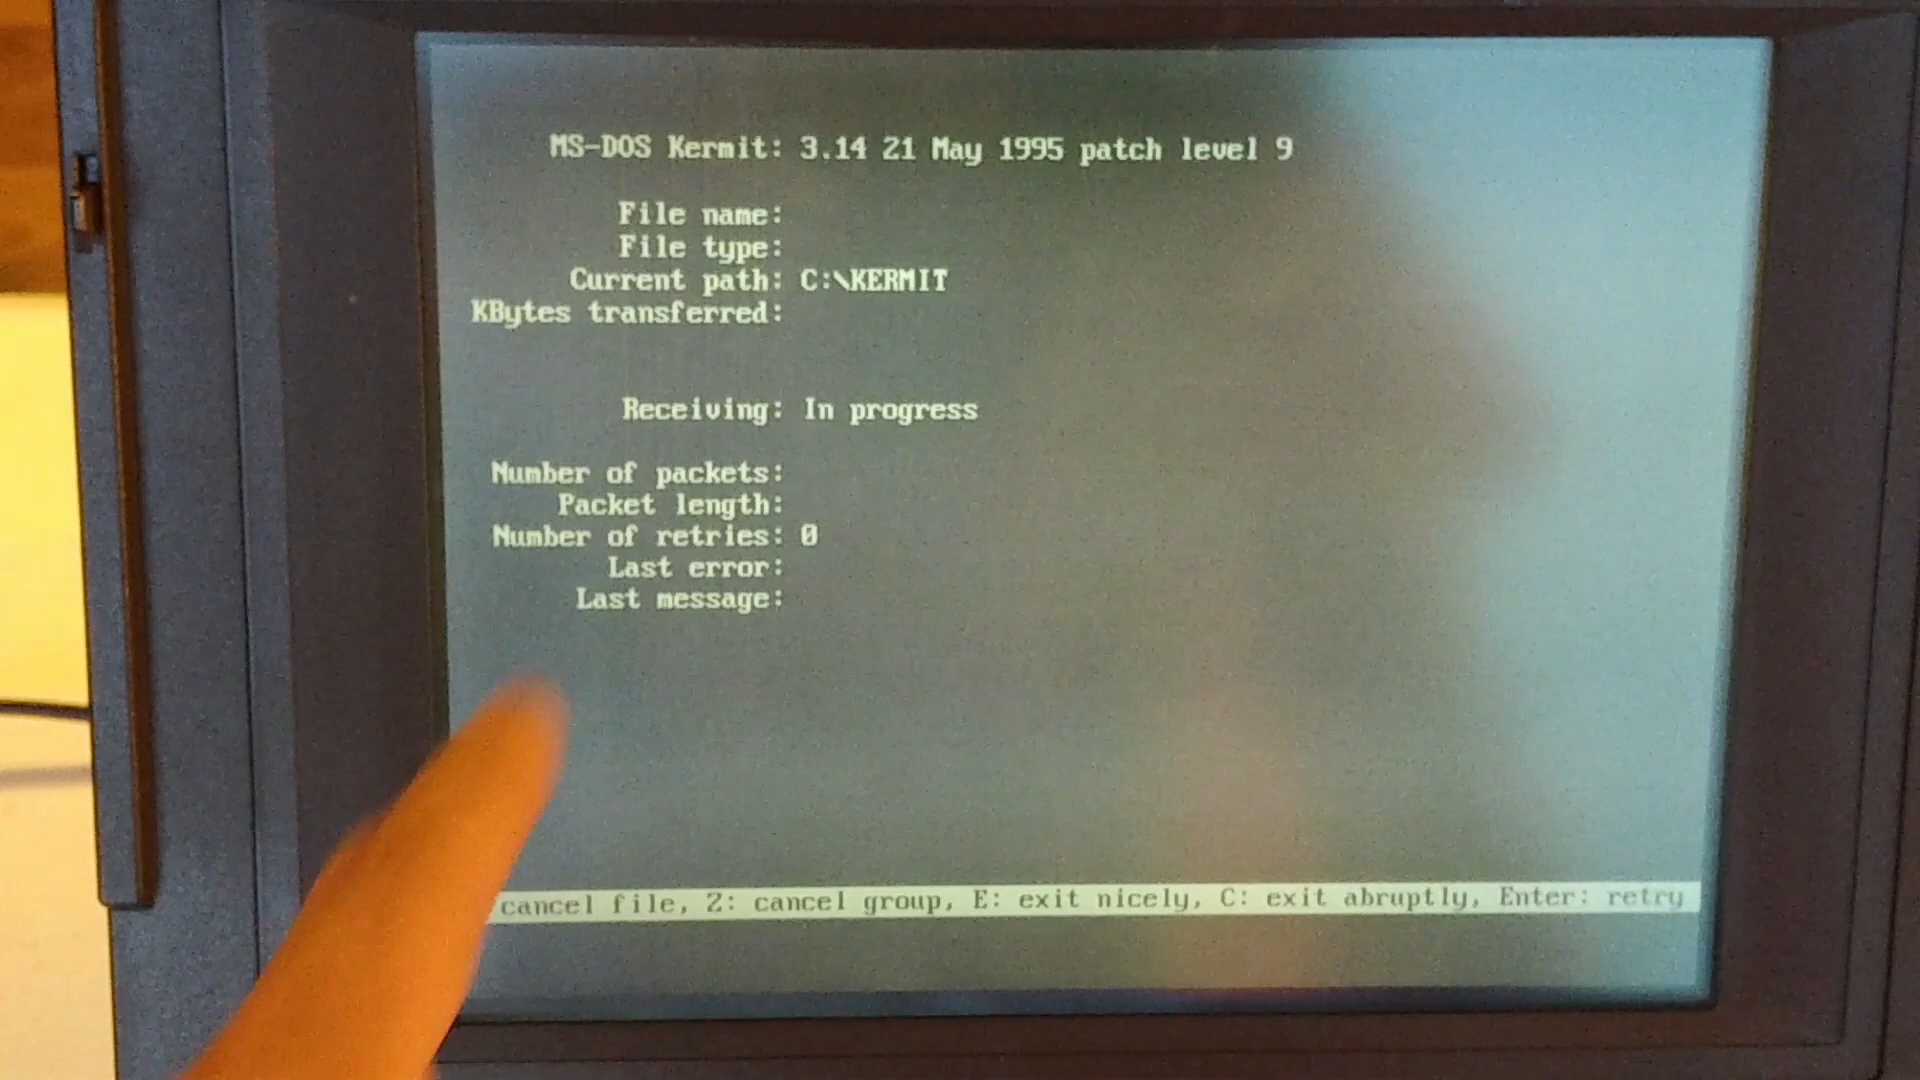 MS-DOS Kermit: 3.14 21 May 1995 patch level 9
File name:
File type:
Current path: C:\KERMIT
KBytes transferred:
Receiving: In progress
Number of packets:
Packet length:
Number of retries: 0
Last error:
Last message:
cancel file, Z: cancel group, E: exit nicely, C: exit abruptly, Enter: retry